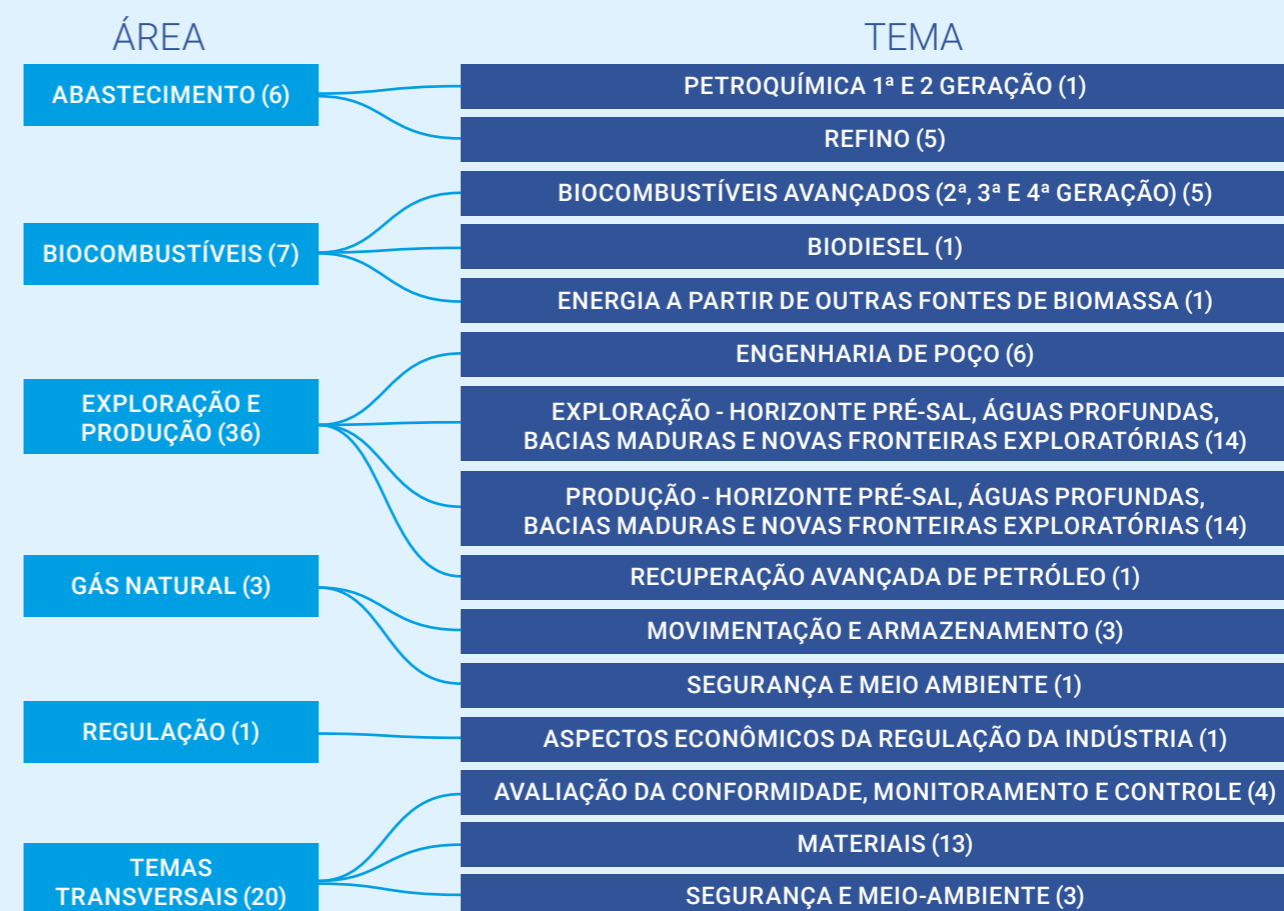 ÁREA
TEMA
ABASTECIMENTO (6)
PETROQUÍMICA 1ª E 2 GERAÇÃO (1)
REFINO (5)
BIOCOMBUSTÍVEIS (7)
BIOCOMBUSTÍVEIS AVANÇADOS (2ª, 3ª E 4ª GERAÇÃO) (5)
BIODIESEL (1)
ENERGIA A PARTIR DE OUTRAS FONTES DE BIOMASSA (1)
EXPLORAÇÃO E
PRODUÇÃO (36)
ENGENHARIA DE POÇO (6)
EXPLORAÇÃO - HORIZONTE PRÉ-SAL, ÁGUAS PROFUNDAS,
BACIAS MADURAS E NOVAS FRONTEIRAS EXPLORATÓRIAS (14)
PRODUÇÃO - HORIZONTE PRÉ-SAL, ÁGUAS PROFUNDAS,
BACIAS MADURAS E NOVAS FRONTEIRAS EXPLORATÓRIAS (14)
RECUPERAÇÃO AVANÇADA DE PETRÓLEO (1)
GÁS NATURAL (3)
MOVIMENTAÇÃO E ARMAZENAMENTO (3)
SEGURANÇA E MEIO AMBIENTE (1)
REGULAÇÃO (1)
ASPECTOS ECONÔMICOS DA REGULAÇÃO DA INDÚSTRIA (1)
TEMAS
TRANSVERSAIS (20)
AVALIAÇÃO DA CONFORMIDADE, MONITORAMENTO E CONTROLE (4)
MATERIAIS (13)
SEGURANÇA E MEIO-AMBIENTE (3)